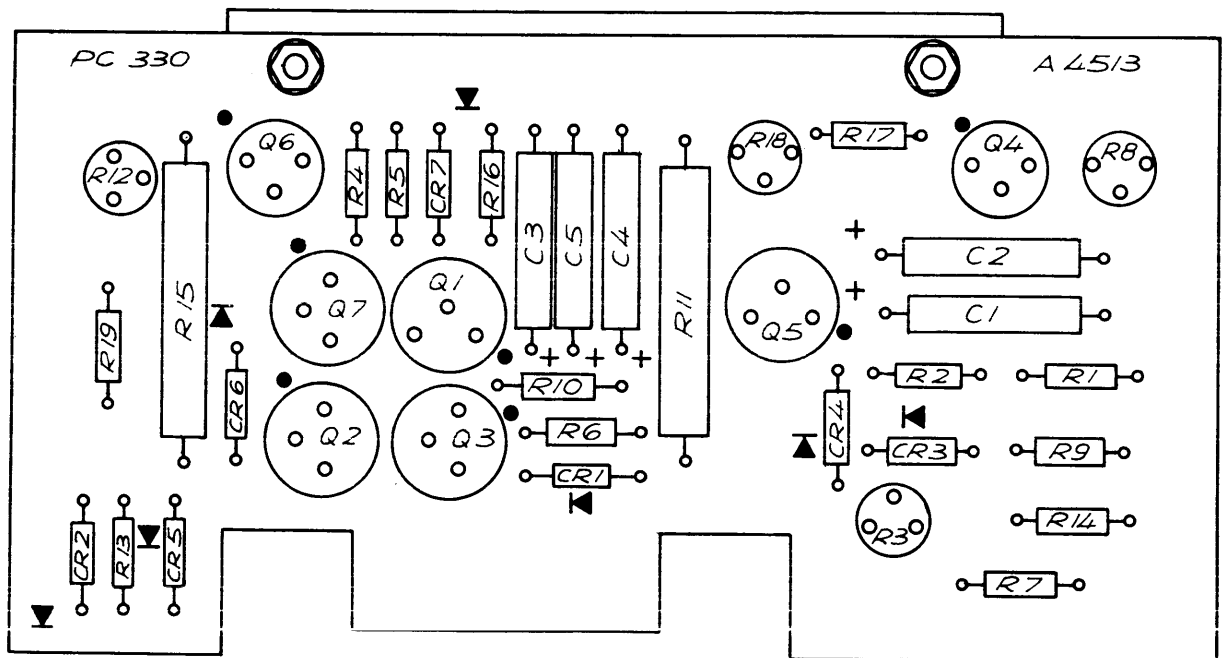 PC 330
A 4513
Q6
R12
R4
R5
CR7
R16
R18
R17
Q4
R8
C3
C5
C4
C2
R15
Q7
Q1
R11
Q5
C1
R19
+
+
+
+
+
R10
R2
R1
CR6
Q2
Q3
R6
CR4
CR3
R9
CR1
R3
R14
CR2
R13
CR5
R7